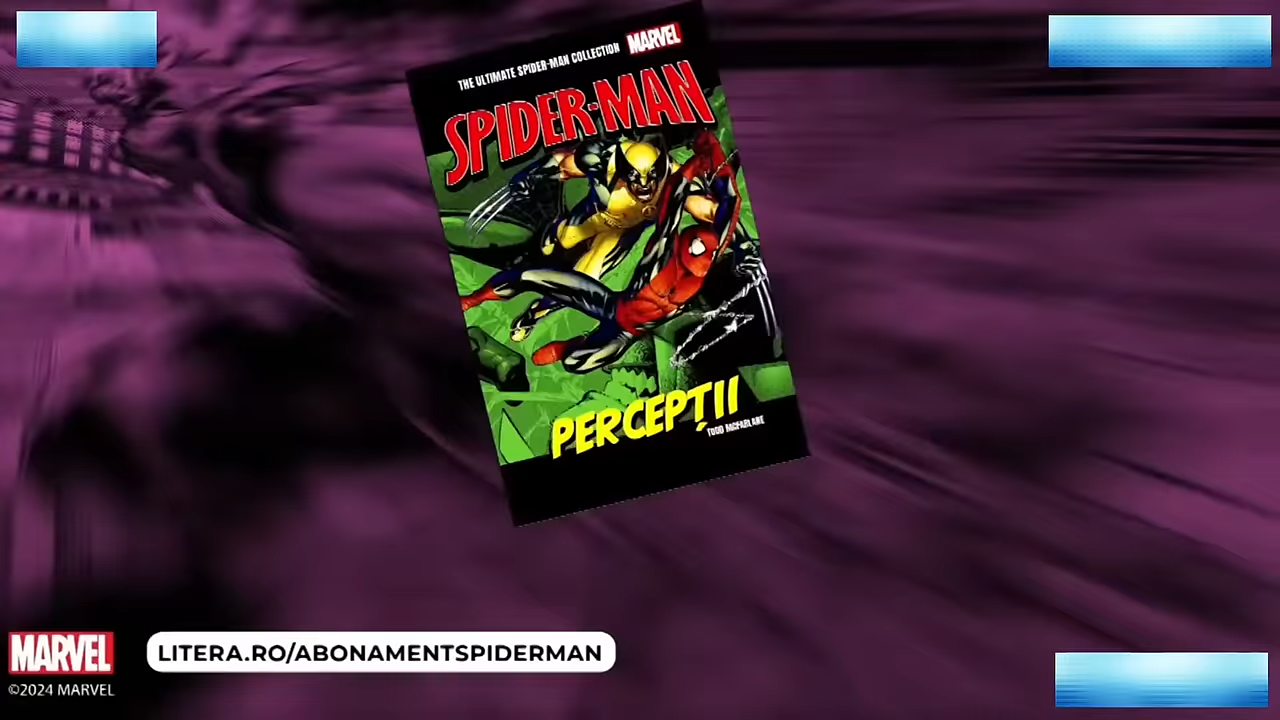 THE ULTIMATE SPIDER-MAN COLLECTION
MARVEL
SPIDER-MAN
PERCEPȚII
TODD MCFARLANE
MARVEL
LITERA.RO/ABONAMENTSPIDERMAN
©2024 MARVEL